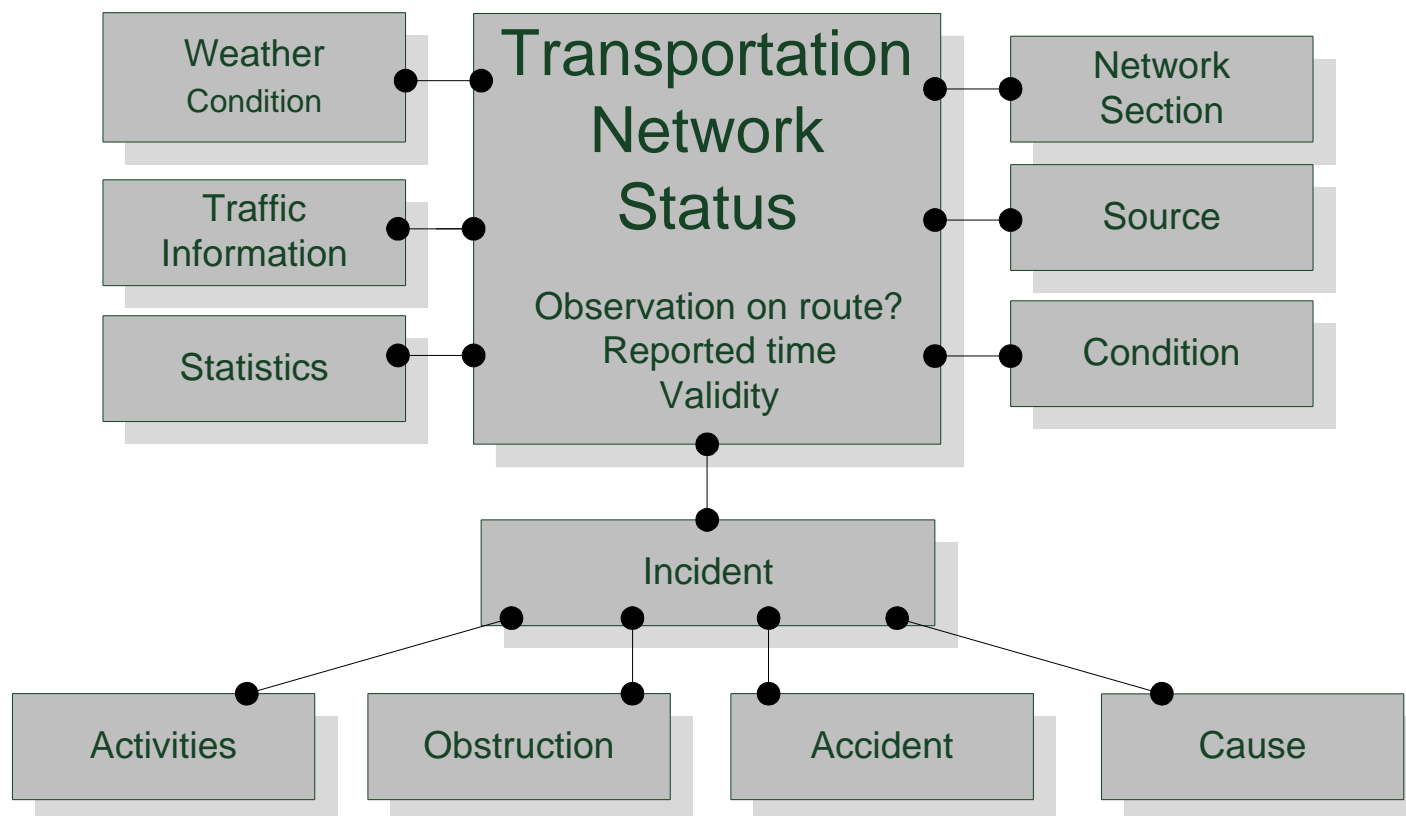 Weather
Condition
Traffic
Information
Statistics
Transportation
Network
Status
Observation on route?
Reported time
Validity
Network
Section
Source
Condition
Incident
Activities
Obstruction
Accident
Cause